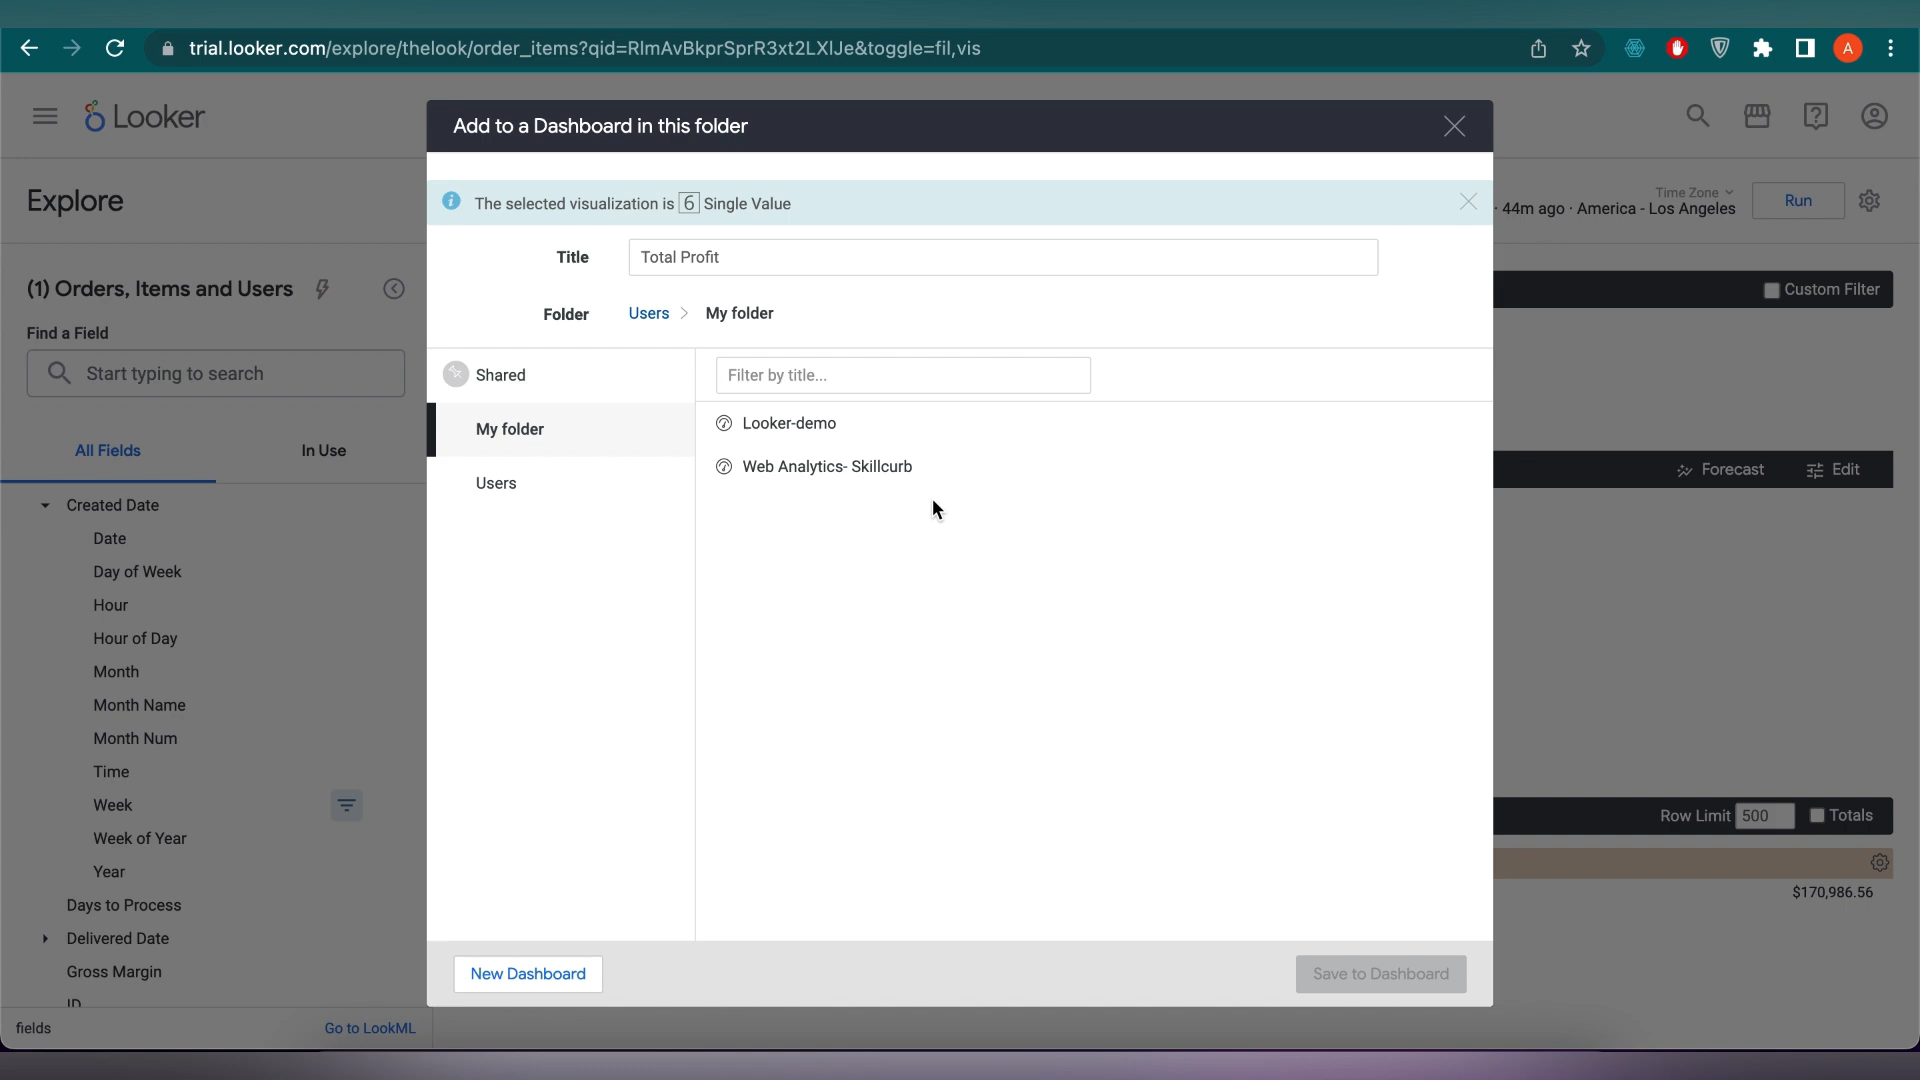 trial.looker.com/explore/thelook/order_items?qid=RlmAvBkprSprR3xt2LXlJe&toggle=fil,vis
A
Looker
Add to a Dashboard in this folder
Explore
The selected visualization is 6 Single Value
Time Zone
· 44m ago · America - Los Angeles
Run
Title Total Profit
(1) Orders, Items and Users
Custom Filter
Folder Users > My folder
Find a Field
Start typing to search
Shared
Filter by title...
My folder
Looker-demo
All Fields In Use
Web Analytics- Skillcurb
Forecast Edit
Users
Created Date
Date
Day of Week
Hour
Hour of Day
Month
Month Name
Month Num
Time
Week
Row Limit 500 Totals
Week of Year
Year
$170,986.56
Days to Process
Delivered Date
Gross Margin
New Dashboard Save to Dashboard
ID
fields Go to LookML